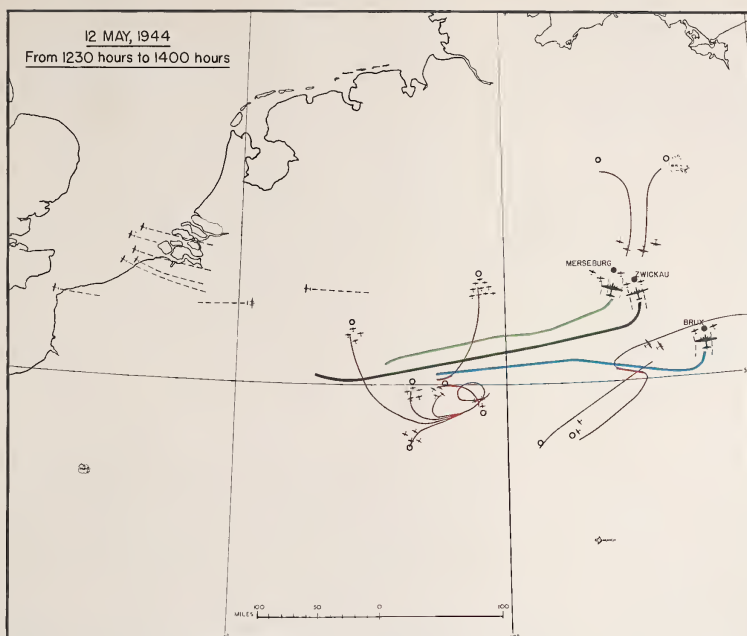 12 MAY, 1944
From 1230 hours to 1400 hours
MERSEBURG
ZWICKAU
BRUX
MILES 100 50 0 100